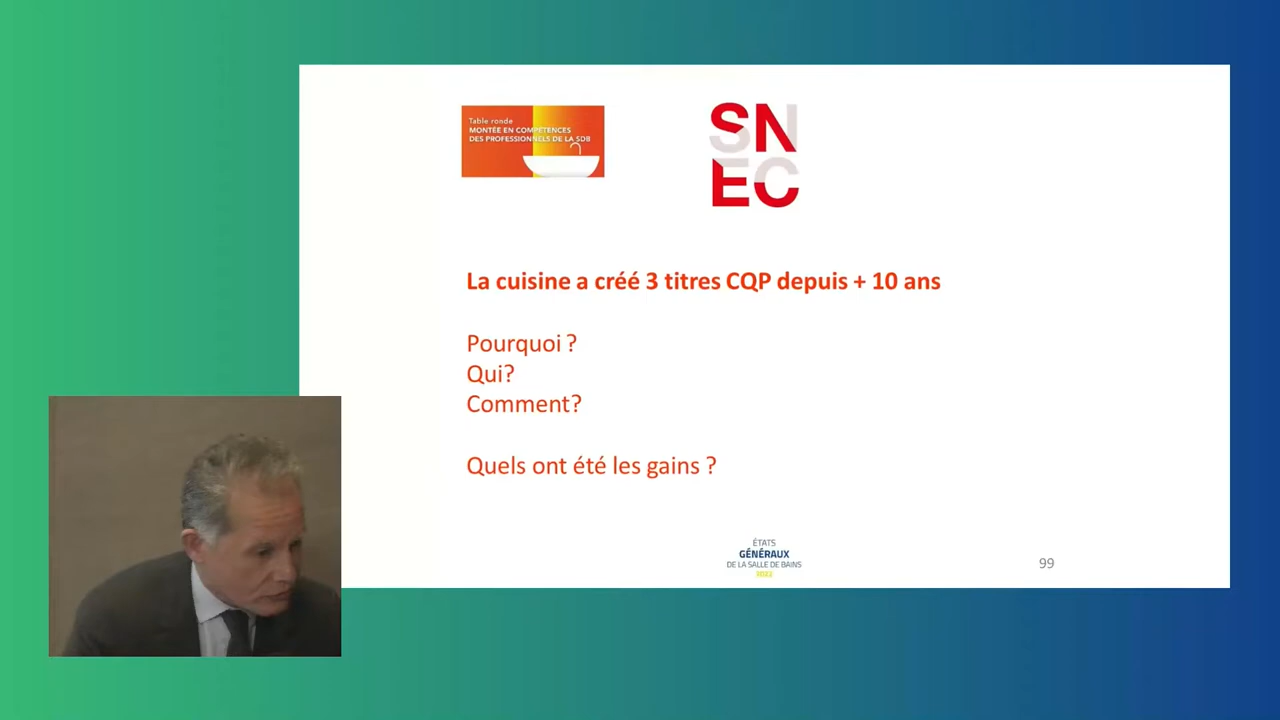 Table ronde
MONTÉE EN COMPÉTENCES
DES PROFESSIONNELS DE LA SDB
SN
EC
La cuisine a créé 3 titres CQP depuis + 10 ans
Pourquoi ?
Qui?
Comment?
Quels ont été les gains ?
ÉTATS
GÉNÉRAUX
DE LA SALLE DE BAINS
2022
99